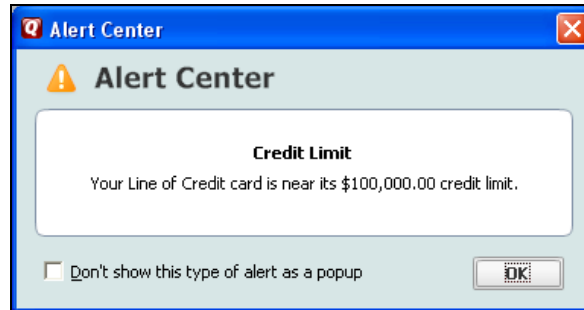 Alert Center
Alert Center
Credit Limit
Your Line of Credit card is near its $100,000.00 credit limit.
Don't show this type of alert as a popup
OK